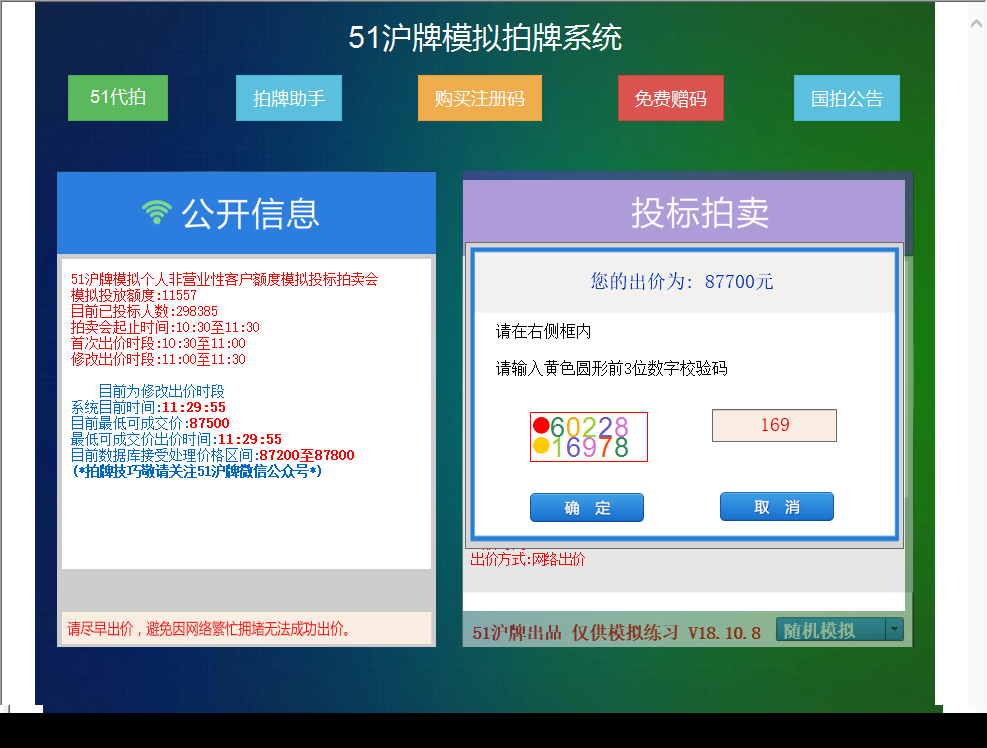 51沪牌模拟拍牌系统
51代拍
拍牌助手
购买注册码
免费赠码
国拍公告
公开信息
51沪牌模拟个人非营业性客户额度模拟投标拍卖会
模拟投放额度:11557
目前已投标人数:298385
拍卖会起止时间:10:30至11:30
首次出价时段:10:30至11:00
修改出价时段:11:00至11:30
目前为修改出价时段
系统目前时间:11:29:55
目前最低可成交价:87500
最低可成交价出价时间:11:29:55
目前数据库接受处理价格区间:87200至87800
(*拍牌技巧敬请关注51沪牌微信公众号*)
请尽早出价，避免因网络繁忙拥堵无法成功出价。
投标拍卖
您的出价为: 87700元
请在右侧框内
请输入黄色圆形前3位数字校验码
60228
16978
169
确 定
取 消
出价方式:网络出价
51沪牌出品 仅供模拟练习 V18.10.8
随机模拟